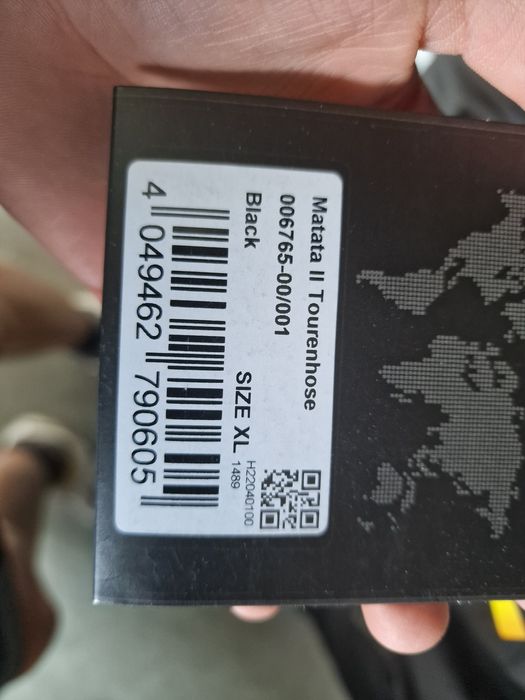 Matata II Tourenhose
006765-00/001
Black
SIZE XL
H22040100
1489
4 049462 790605